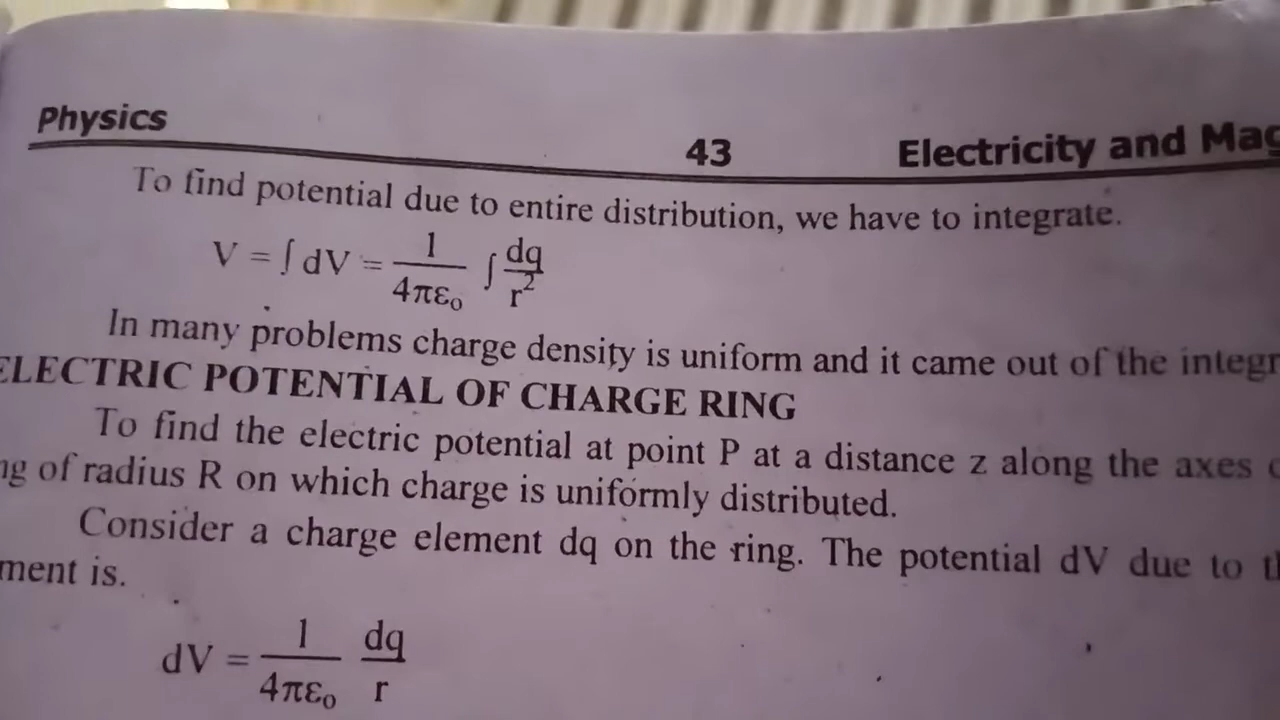 Physics 43 Electricity and Mag
To find potential due to entire distribution, we have to integrate.
V = ∫ dV = 1/4πε₀ ∫ dq/r²
In many problems charge density is uniform and it came out of the integr
ELECTRIC POTENTIAL OF CHARGE RING
To find the electric potential at point P at a distance z along the axes
ng of radius R on which charge is uniformly distributed.
Consider a charge element dq on the ring. The potential dV due to
ment is.
dV = 1/4πε₀ dq/r